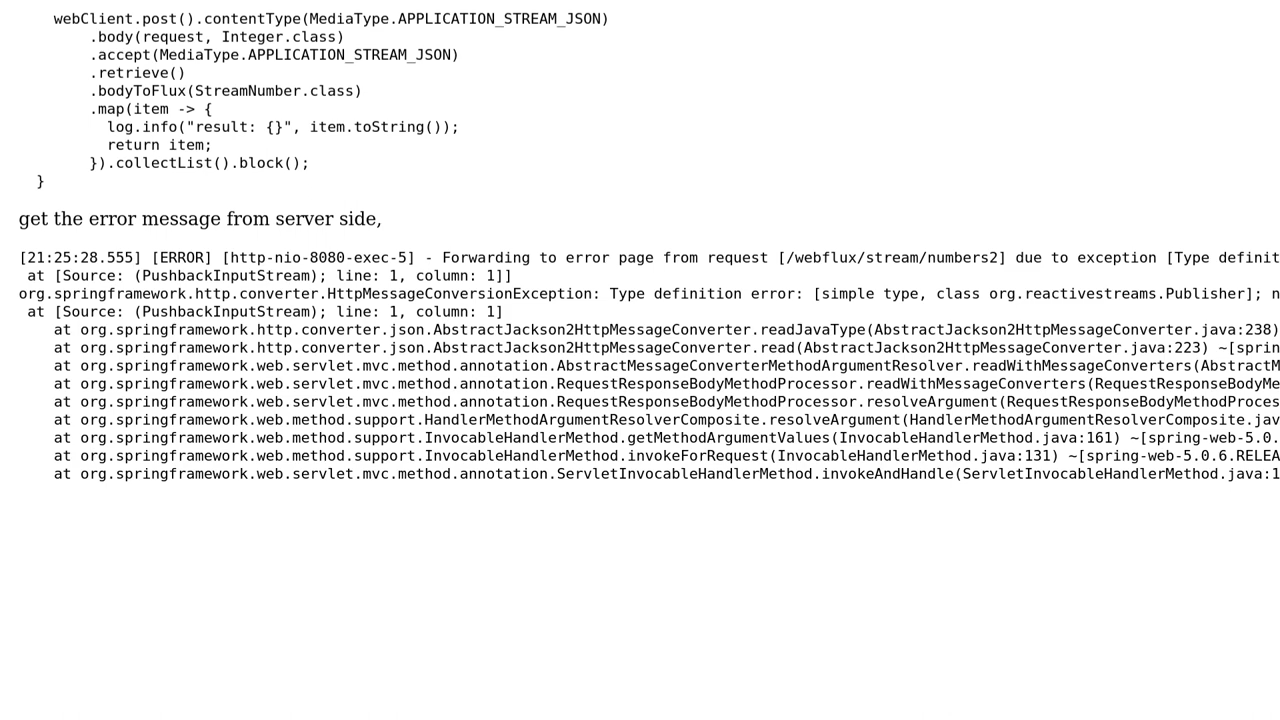 webClient.post().contentType(MediaType.APPLICATION_STREAM_JSON)
.body(request, Integer.class)
.accept(MediaType.APPLICATION_STREAM_JSON)
.retrieve()
.bodyToFlux(StreamNumber.class)
.map(item -> {
log.info("result: {}", item.toString());
return item;
}).collectList().block();
}
get the error message from server side,
[21:25:28.555] [ERROR] [http-nio-8080-exec-5] - Forwarding to error page from request [/webflux/stream/numbers2] due to exception [Type definit
at [Source: (PushbackInputStream); line: 1, column: 1]]
org.springframework.http.converter.HttpMessageConversionException: Type definition error: [simple type, class org.reactivestreams.Publisher]; n
at [Source: (PushbackInputStream); line: 1, column: 1]
at org.springframework.http.converter.json.AbstractJackson2HttpMessageConverter.readJavaType(AbstractJackson2HttpMessageConverter.java:238)
at org.springframework.http.converter.json.AbstractJackson2HttpMessageConverter.read(AbstractJackson2HttpMessageConverter.java:223) ~[sprin
at org.springframework.web.servlet.mvc.method.annotation.AbstractMessageConverterMethodArgumentResolver.readWithMessageConverters(AbstractM
at org.springframework.web.servlet.mvc.method.annotation.RequestResponseBodyMethodProcessor.readWithMessageConverters(RequestResponseBodyMe
at org.springframework.web.servlet.mvc.method.annotation.RequestResponseBodyMethodProcessor.resolveArgument(RequestResponseBodyMethodProces
at org.springframework.web.method.support.HandlerMethodArgumentResolverComposite.resolveArgument(HandlerMethodArgumentResolverComposite.jav
at org.springframework.web.method.support.InvocableHandlerMethod.getMethodArgumentValues(InvocableHandlerMethod.java:161) ~[spring-web-5.0.
at org.springframework.web.method.support.InvocableHandlerMethod.invokeForRequest(InvocableHandlerMethod.java:131) ~[spring-web-5.0.6.RELEA
at org.springframework.web.servlet.mvc.method.annotation.ServletInvocableHandlerMethod.invokeAndHandle(ServletInvocableHandlerMethod.java:1